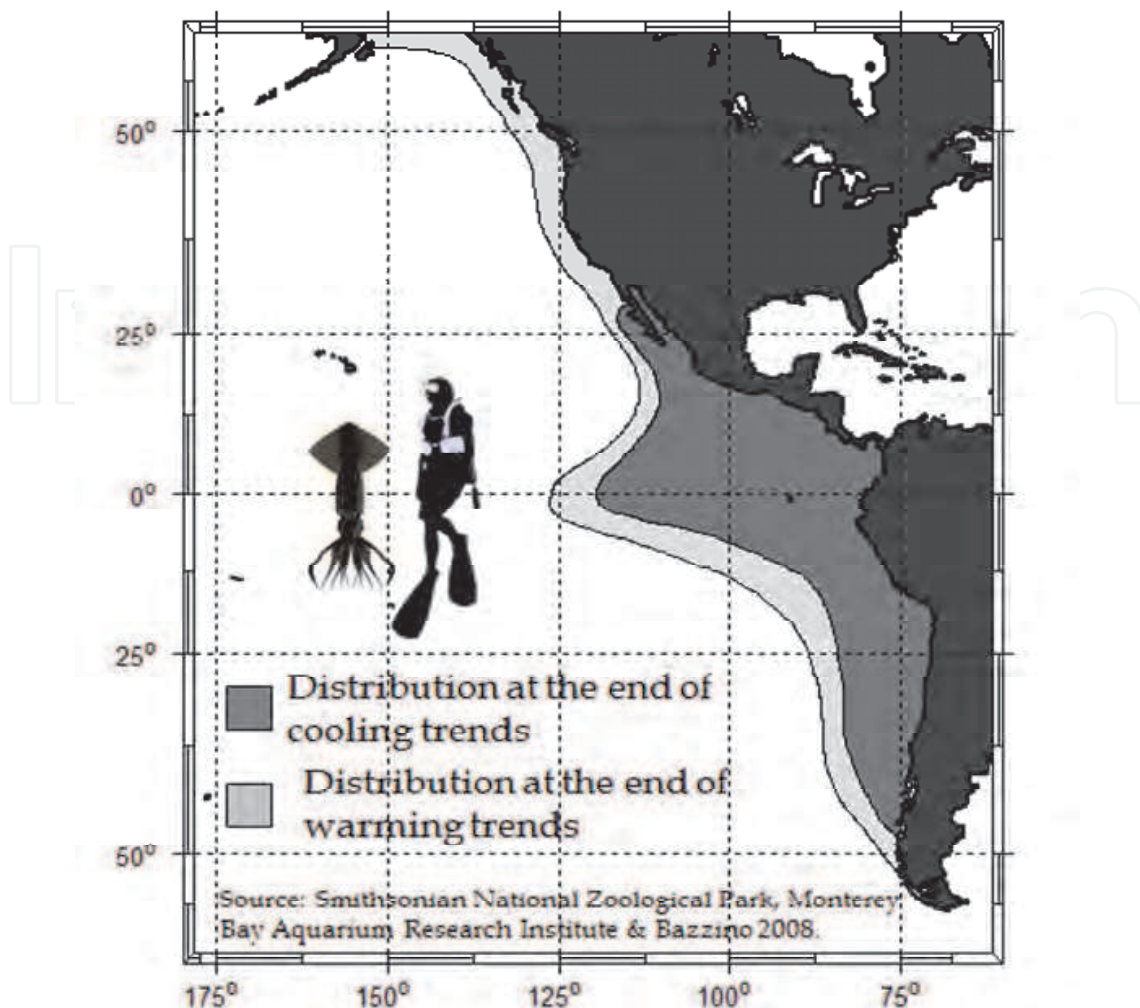 50°
25°
0°
25°
50°
Distribution at the end of
cooling trends
Distribution at the end of
warming trends
Source: Smithsonian National Zoological Park, Monterey
Bay Aquarium Research Institute & Bazzino 2008.
175° 150° 125° 100° 75°